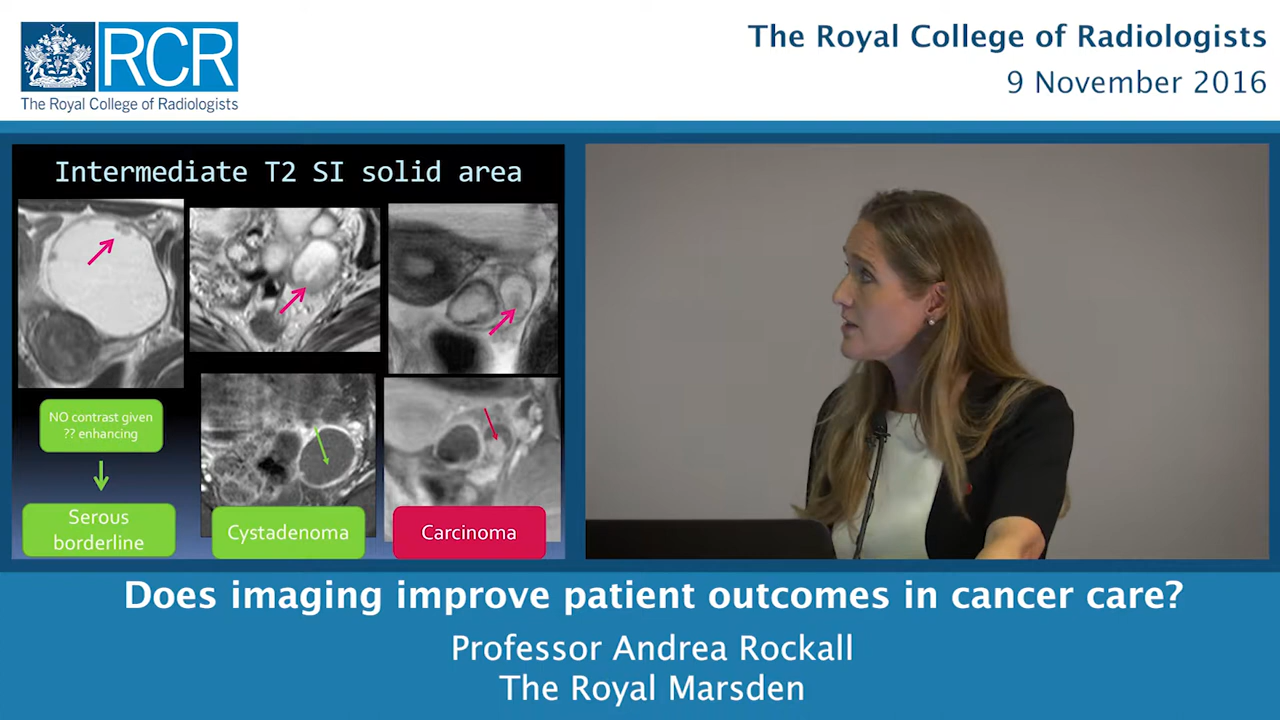 RCR
The Royal College of Radiologists
The Royal College of Radiologists
9 November 2016
Intermediate T2 SI solid area
NO contrast given
?? enhancing
Serous
borderline
Cystadenoma
Carcinoma
Does imaging improve patient outcomes in cancer care?
Professor Andrea Rockall
The Royal Marsden